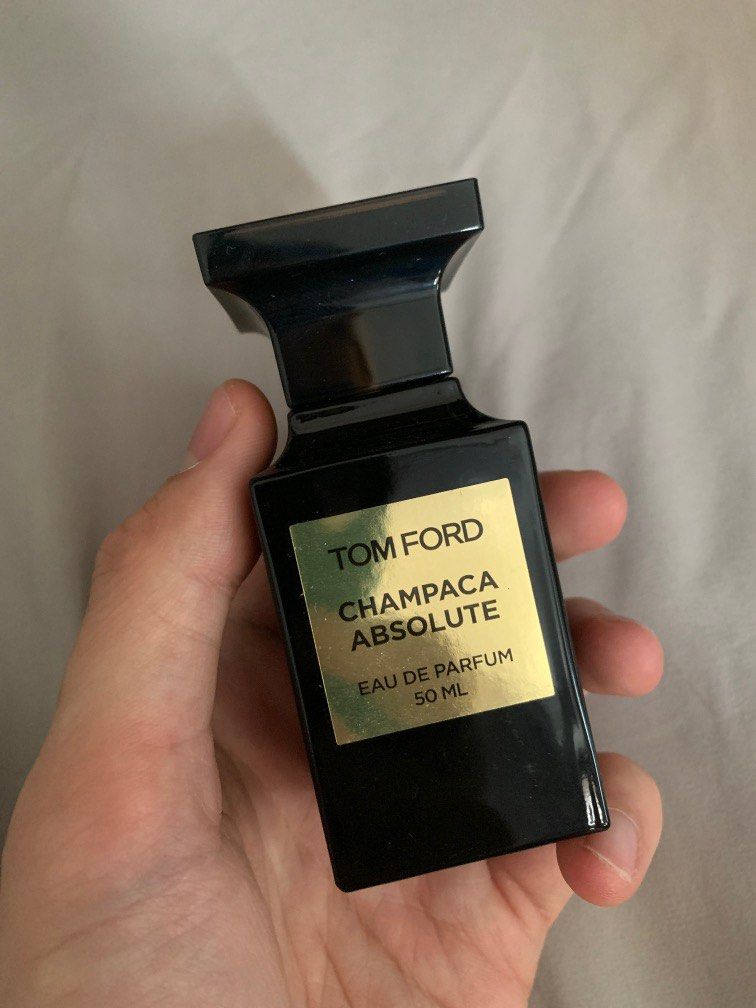 TOM FORD
CHAMPACA
ABSOLUTE
EAU DE PARFUM
50 ML